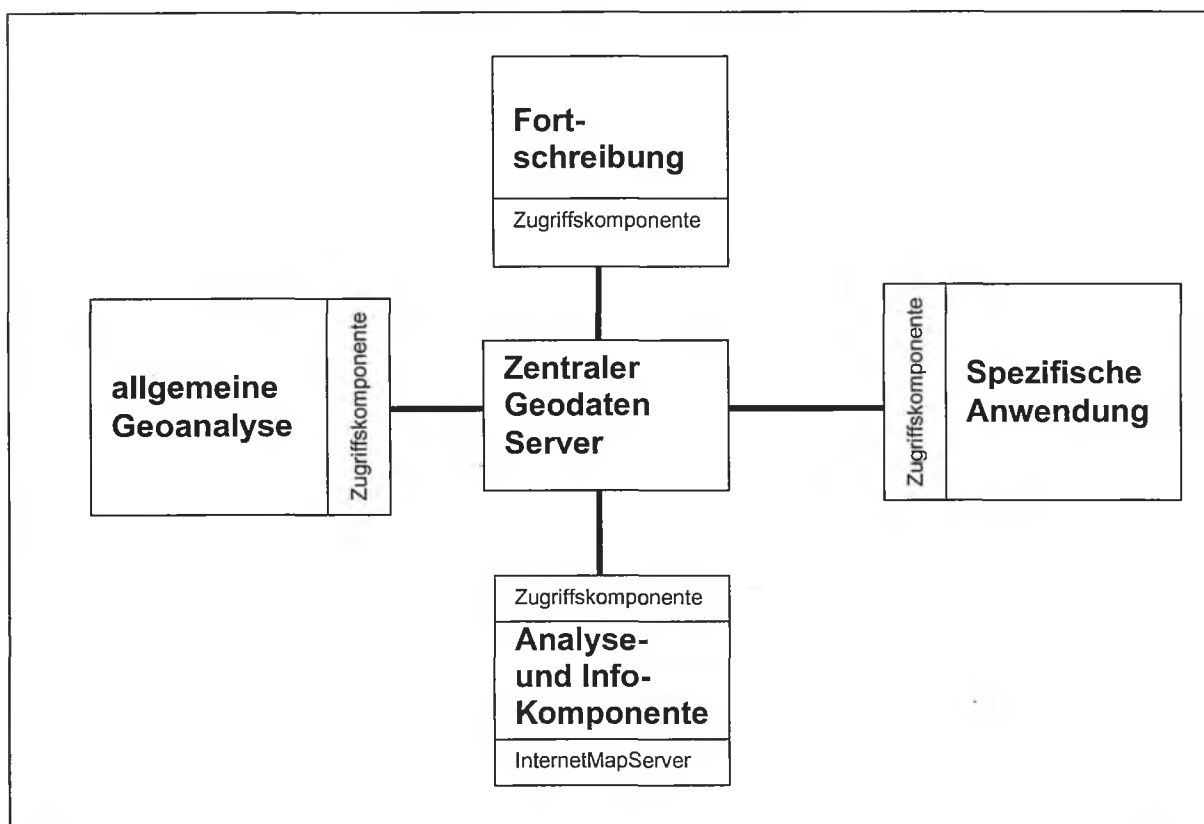 Fort-
schreibung
Zugriffskomponente
allgemeine
Geoanalyse
Zugriffskomponente
Zentraler
Geodaten
Server
Zugriffskomponente
Spezifische
Anwendung
Zugriffskomponente
Analyse-
und Info-
Komponente
InternetMapServer